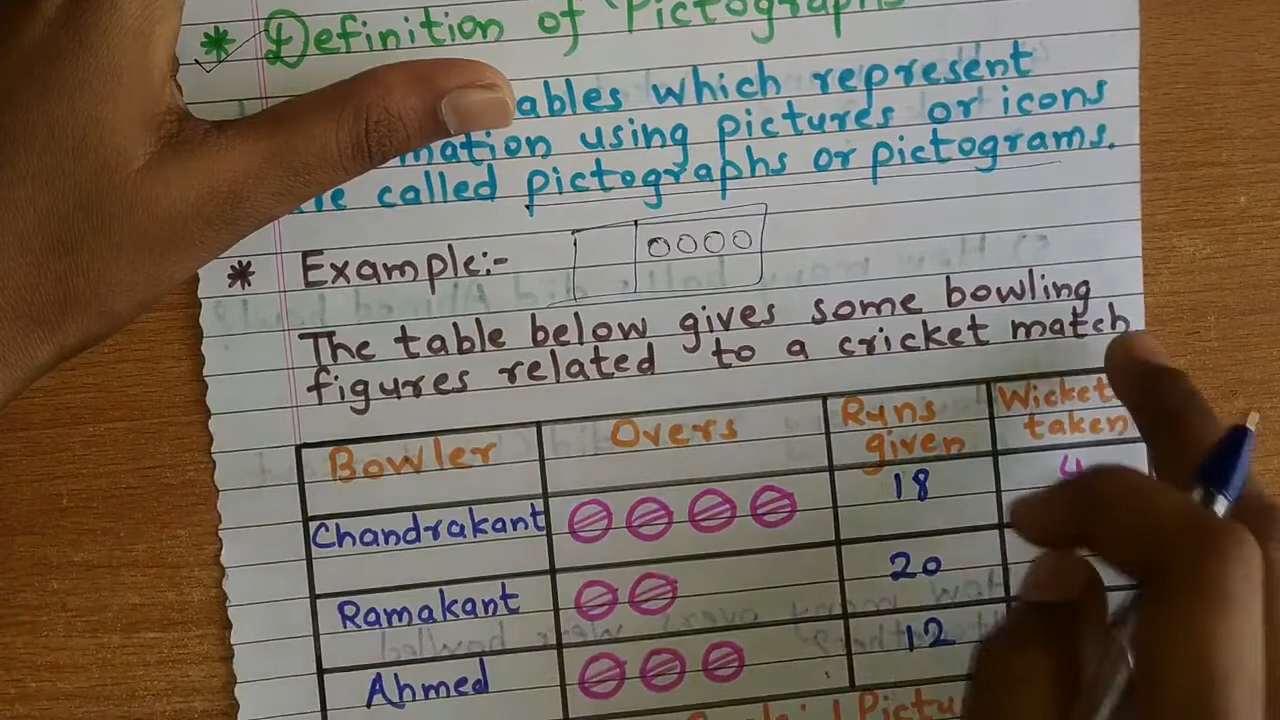 * Definition of Pictographs
ables which represent
mation using pictures or icons
called pictographs or pictograms.
* Example:-
The table below gives some bowling
figures related to a cricket match
Bowler Overs Runs given Wicket taken
Chandrakant 18 4
Ramakant 20
Ahmed 12